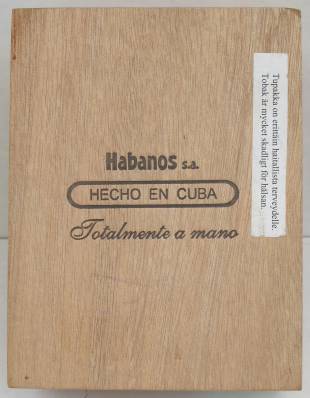 Habanos s.a.
HECHO EN CUBA
Totalmente a mano
Tupakka on erittäin haitallista terveydelle.
Tobak är mycket skadligt för hälsan.